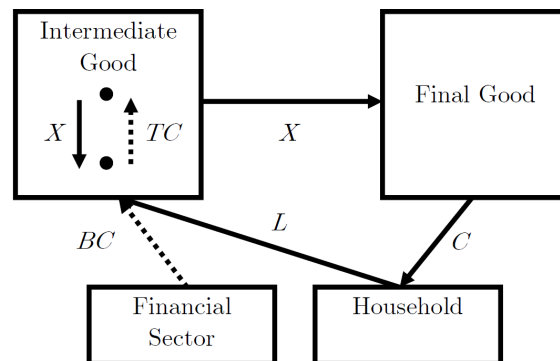 Intermediate
Good
X
TC
X
Final Good
BC
L
C
Financial
Sector
Household